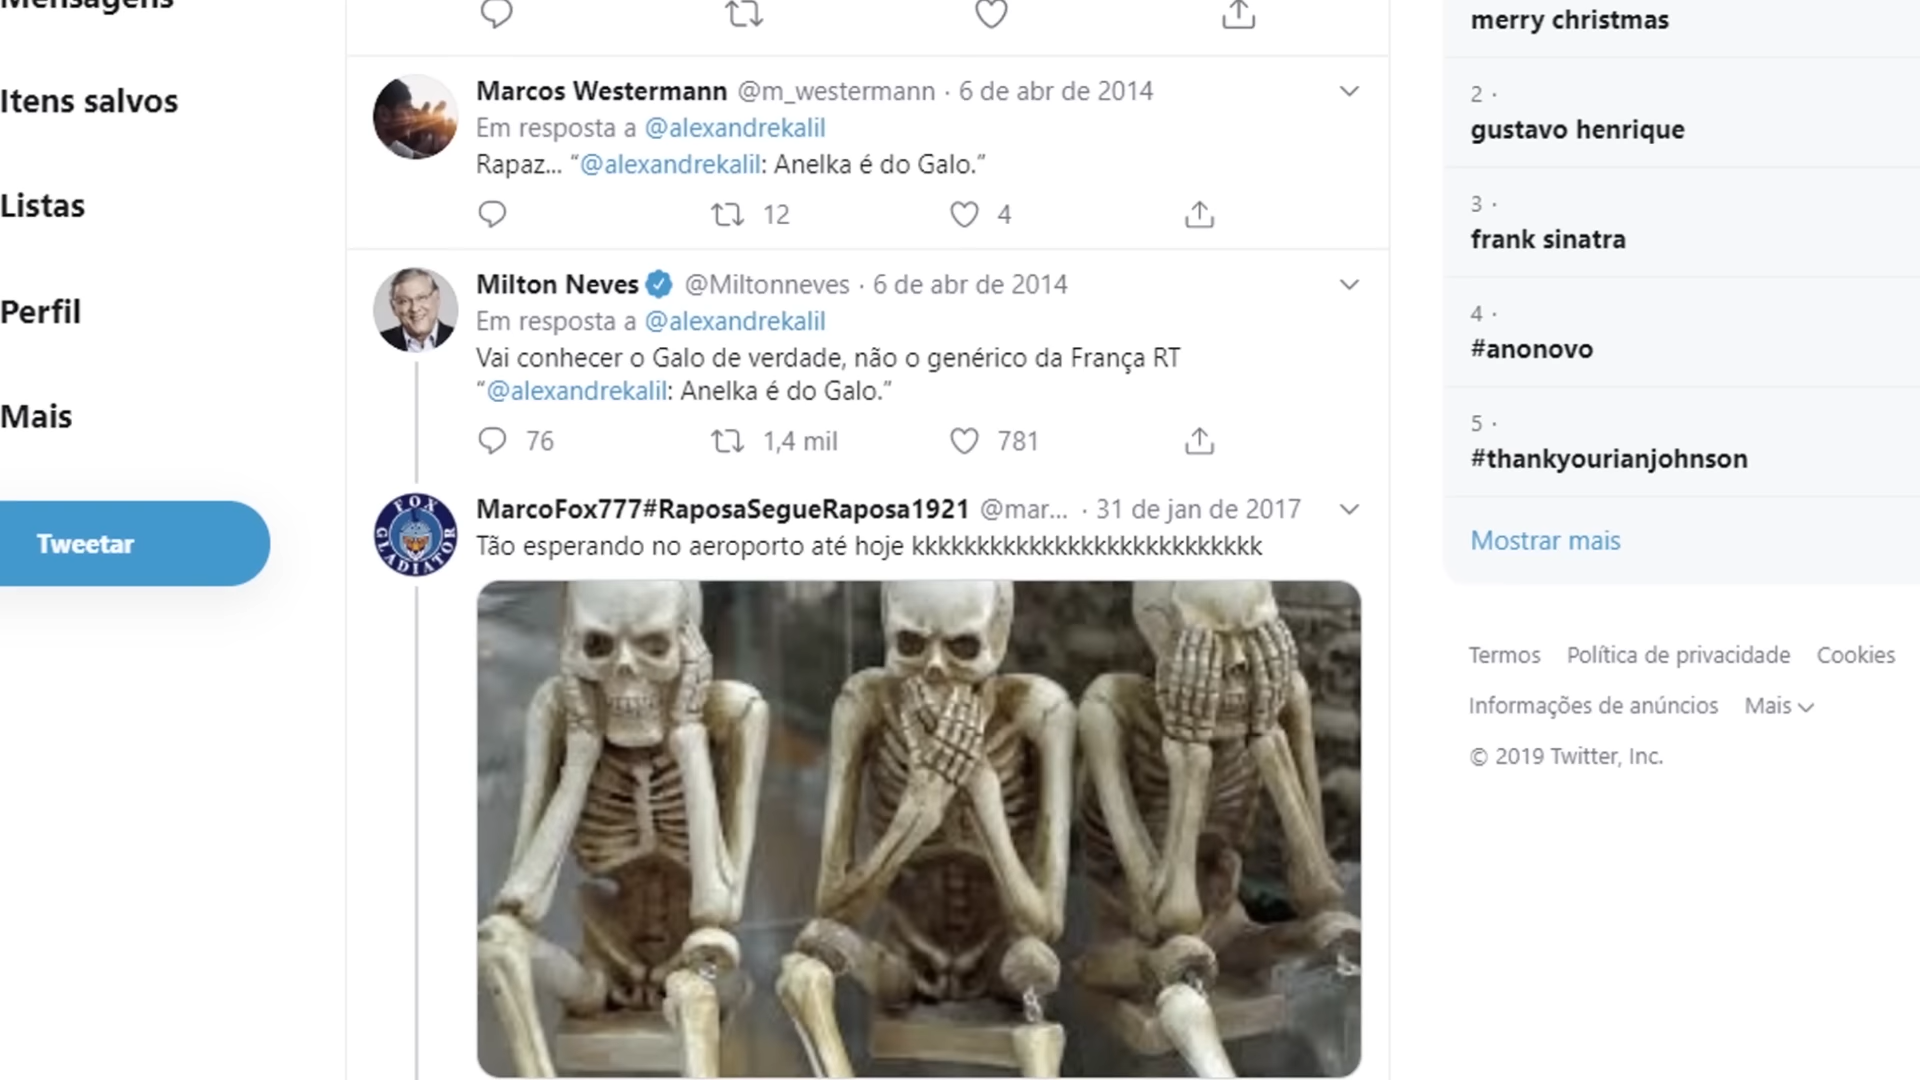 Mensagens
Itens salvos
Listas
Perfil
Mais
Tweetar
Marcos Westermann @m_westermann · 6 de abr de 2014
Em resposta a @alexandrekalil
Rapaz... “@alexandrekalil: Anelka é do Galo.”
12 4
Milton Neves @Miltonneves · 6 de abr de 2014
Em resposta a @alexandrekalil
Vai conhecer o Galo de verdade, não o genérico da França RT
“@alexandrekalil: Anelka é do Galo.”
76 1,4 mil 781
FOX GLADIATOR
MarcoFox777#RaposaSegueRaposa1921 @mar... · 31 de jan de 2017
Tão esperando no aeroporto até hoje kkkkkkkkkkkkkkkkkkkkkkkkkkk
merry christmas
2 ·
gustavo henrique
3 ·
frank sinatra
4 ·
#anonovo
5 ·
#thankyourianjohnson
Mostrar mais
Termos Política de privacidade Cookies
Informações de anúncios Mais
© 2019 Twitter, Inc.